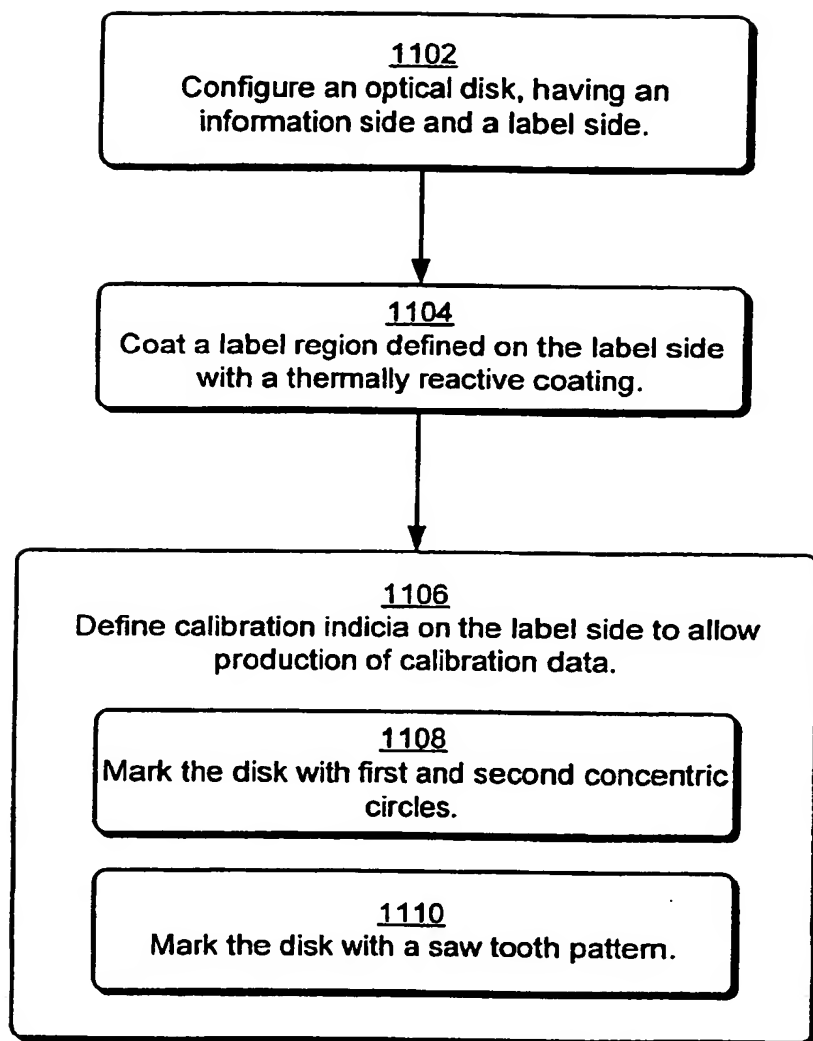 1102
Configure an optical disk, having an
information side and a label side.
1104
Coat a label region defined on the label side
with a thermally reactive coating.
1106
Define calibration indicia on the label side to allow
production of calibration data.
1108
Mark the disk with first and second concentric
circles.
1110
Mark the disk with a saw tooth pattern.